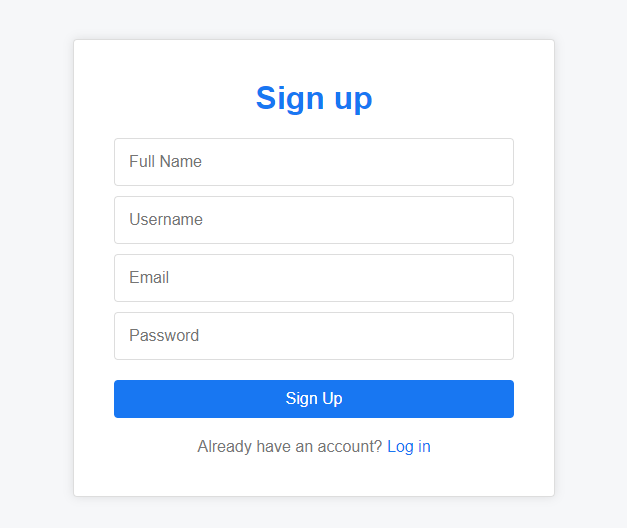 Sign up
Full Name
Username
Email
Password
Sign Up
Already have an account? Log in